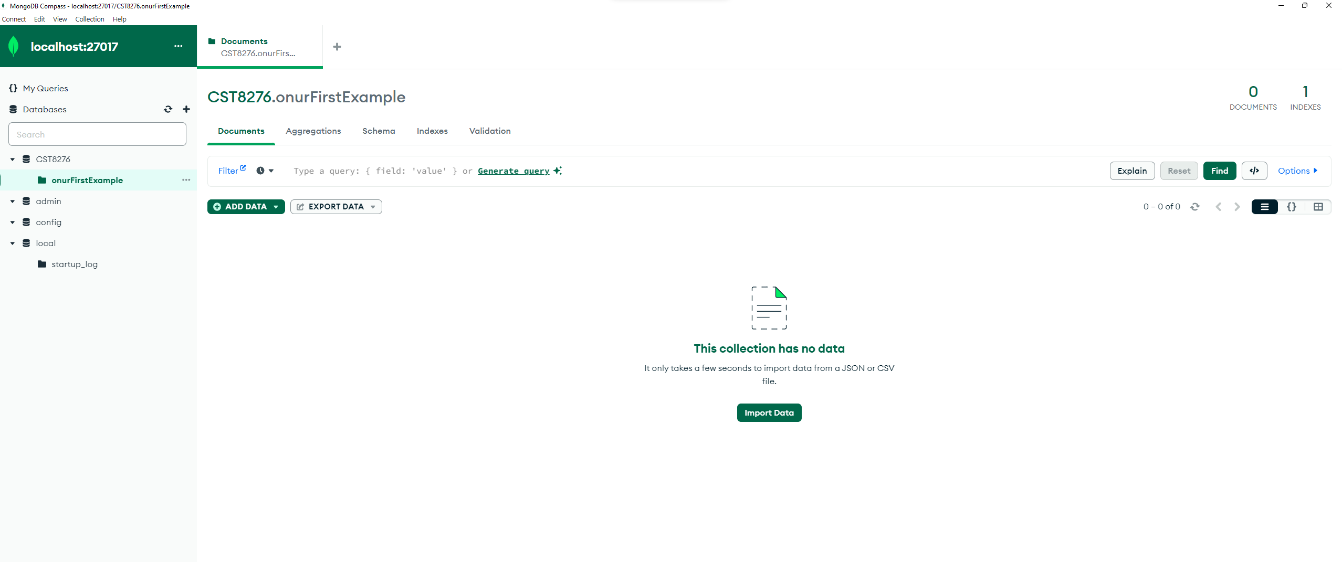 MongoDB Compass - localhost:27017/CST8276.onurFirstExample
Connect Edit View Collection Help
localhost:27017
Documents
CST8276.onurFirs...
My Queries
Databases
Search
CST8276
onurFirstExample
admin
config
local
startup_log
CST8276.onurFirstExample
0
DOCUMENTS
1
INDEXES
Documents Aggregations Schema Indexes Validation
Filter Type a query: { field: 'value' } or Generate query Explain Reset Find </> Options
ADD DATA EXPORT DATA 0 - 0 of 0 {}
This collection has no data
It only takes a few seconds to import data from a JSON or CSV
file.
Import Data